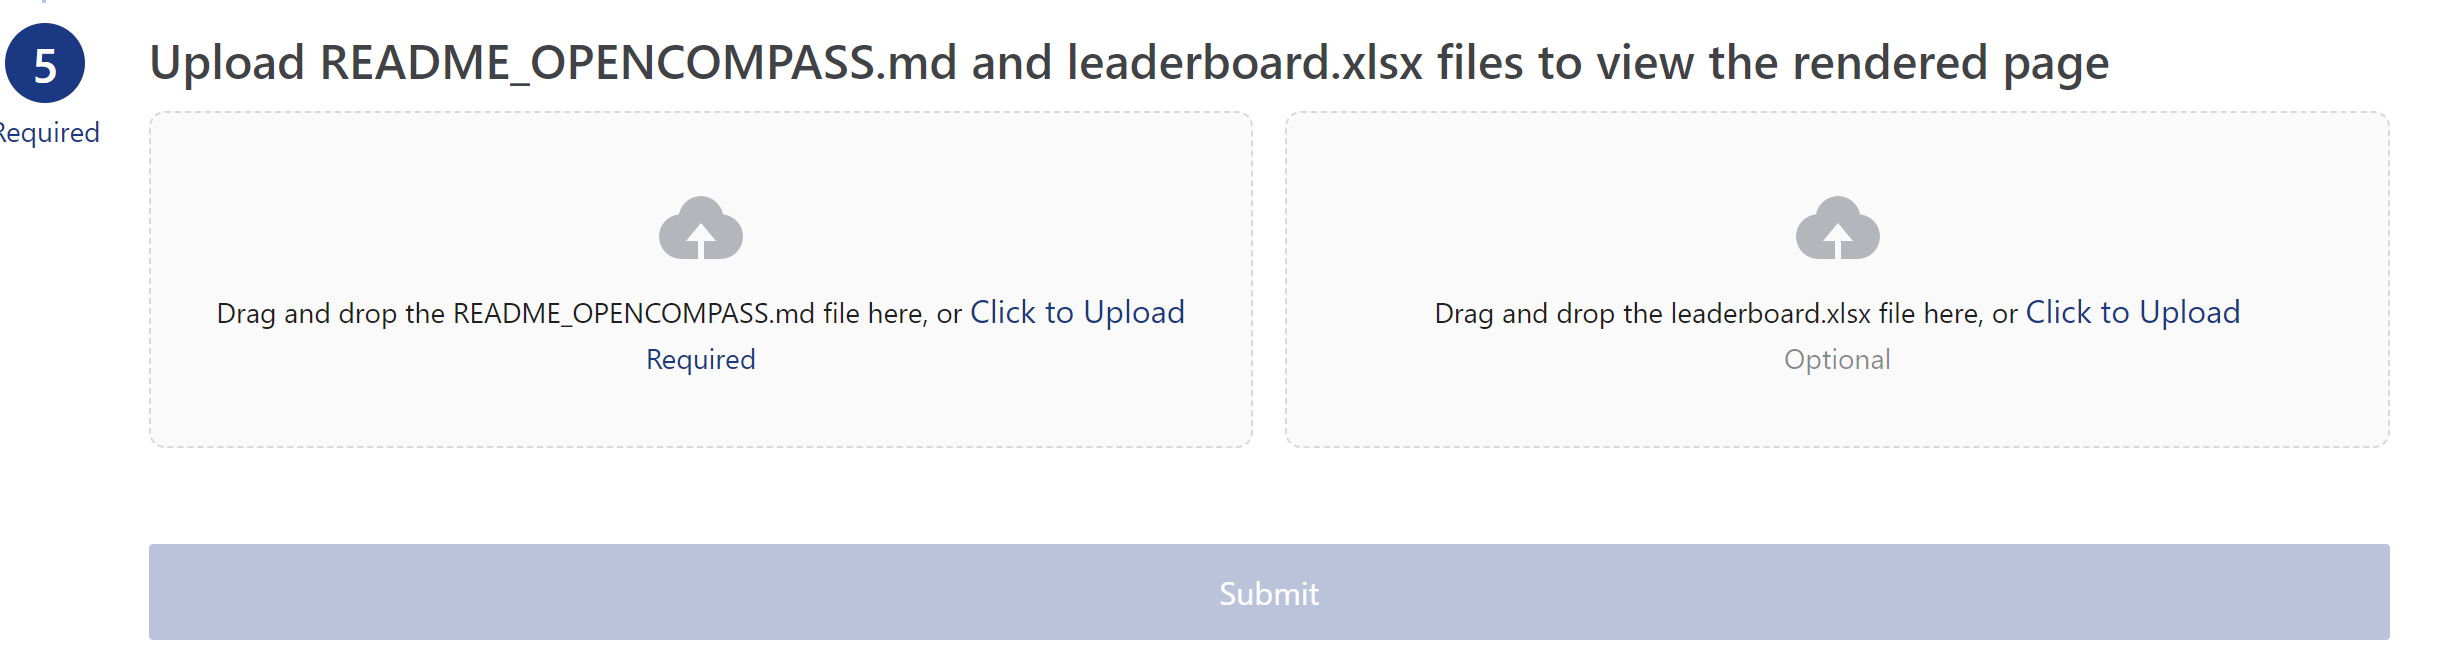 5
Required
Upload README_OPENCOMPASS.md and leaderboard.xlsx files to view the rendered page
Drag and drop the README_OPENCOMPASS.md file here, or Click to Upload
Required
Drag and drop the leaderboard.xlsx file here, or Click to Upload
Optional
Submit